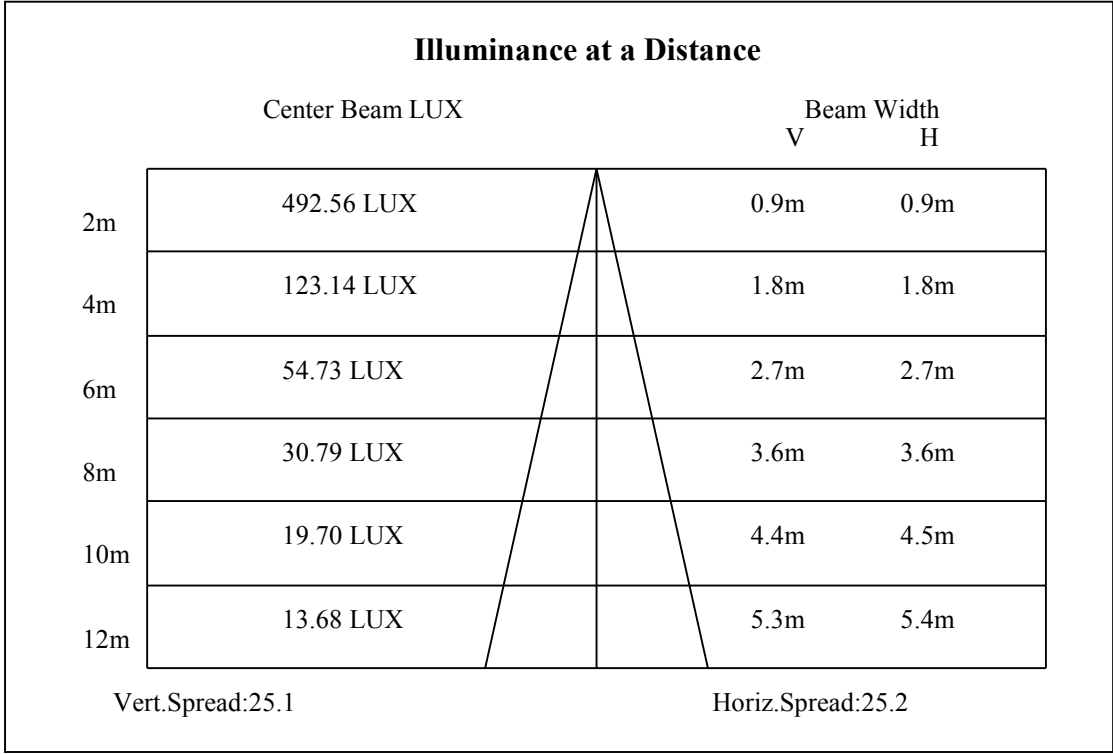 Illuminance at a Distance
Center Beam LUX Beam Width
V H
2m 492.56 LUX 0.9m 0.9m
4m 123.14 LUX 1.8m 1.8m
6m 54.73 LUX 2.7m 2.7m
8m 30.79 LUX 3.6m 3.6m
10m 19.70 LUX 4.4m 4.5m
12m 13.68 LUX 5.3m 5.4m
Vert.Spread:25.1 Horiz.Spread:25.2